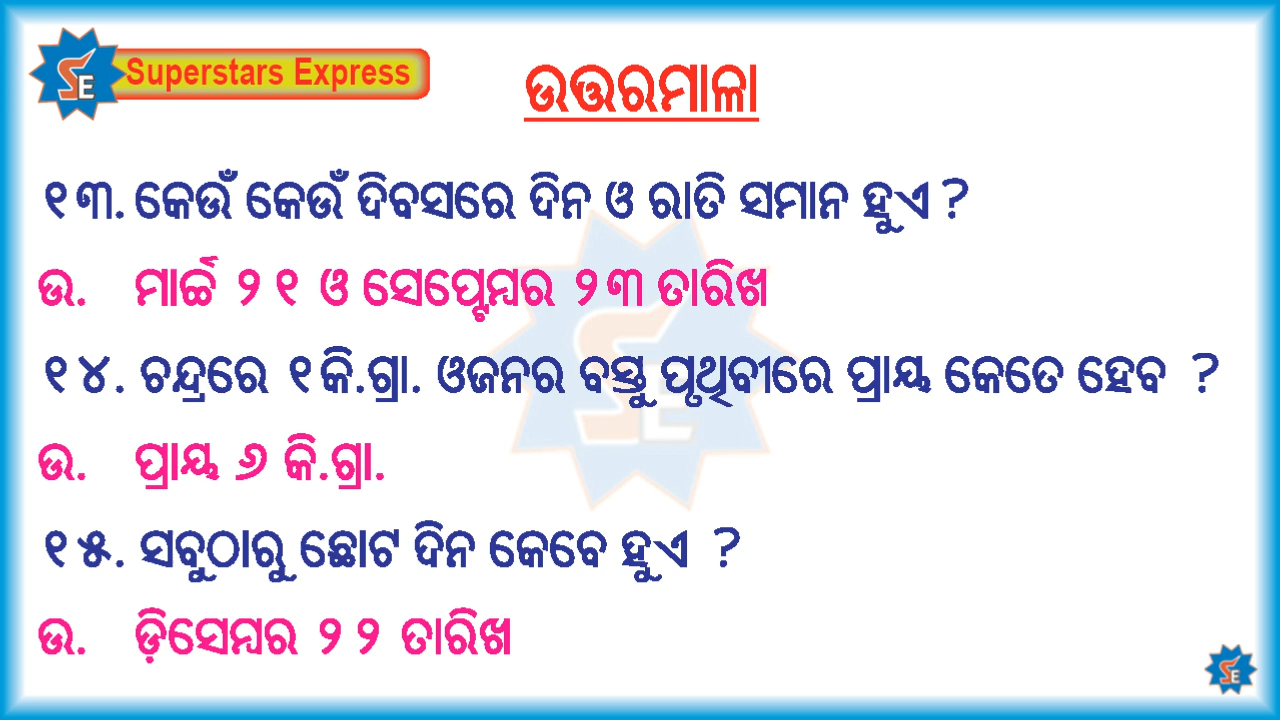 Superstars Express
ଉତ୍ତରମାଳା
୧୩. କେଉଁ କେଉଁ ଦିବସରେ ଦିନ ଓ ରାତି ସମାନ ହୁଏ ?
ଉ. ମାର୍ଚ୍ଚ ୨୧ ଓ ସେପ୍ଟେମ୍ବର ୨୩ ତାରିଖ
୧୪. ଚନ୍ଦ୍ରରେ ୧କି.ଗ୍ରା. ଓଜନର ବସ୍ତୁ ପୃଥିବୀରେ ପ୍ରାୟ କେତେ ହେବ ?
ଉ. ପ୍ରାୟ ୬ କି.ଗ୍ରା.
୧୫. ସବୁଠାରୁ ଛୋଟ ଦିନ କେବେ ହୁଏ ?
ଉ. ଡ଼ିସେମ୍ବର ୨୨ ତାରିଖ